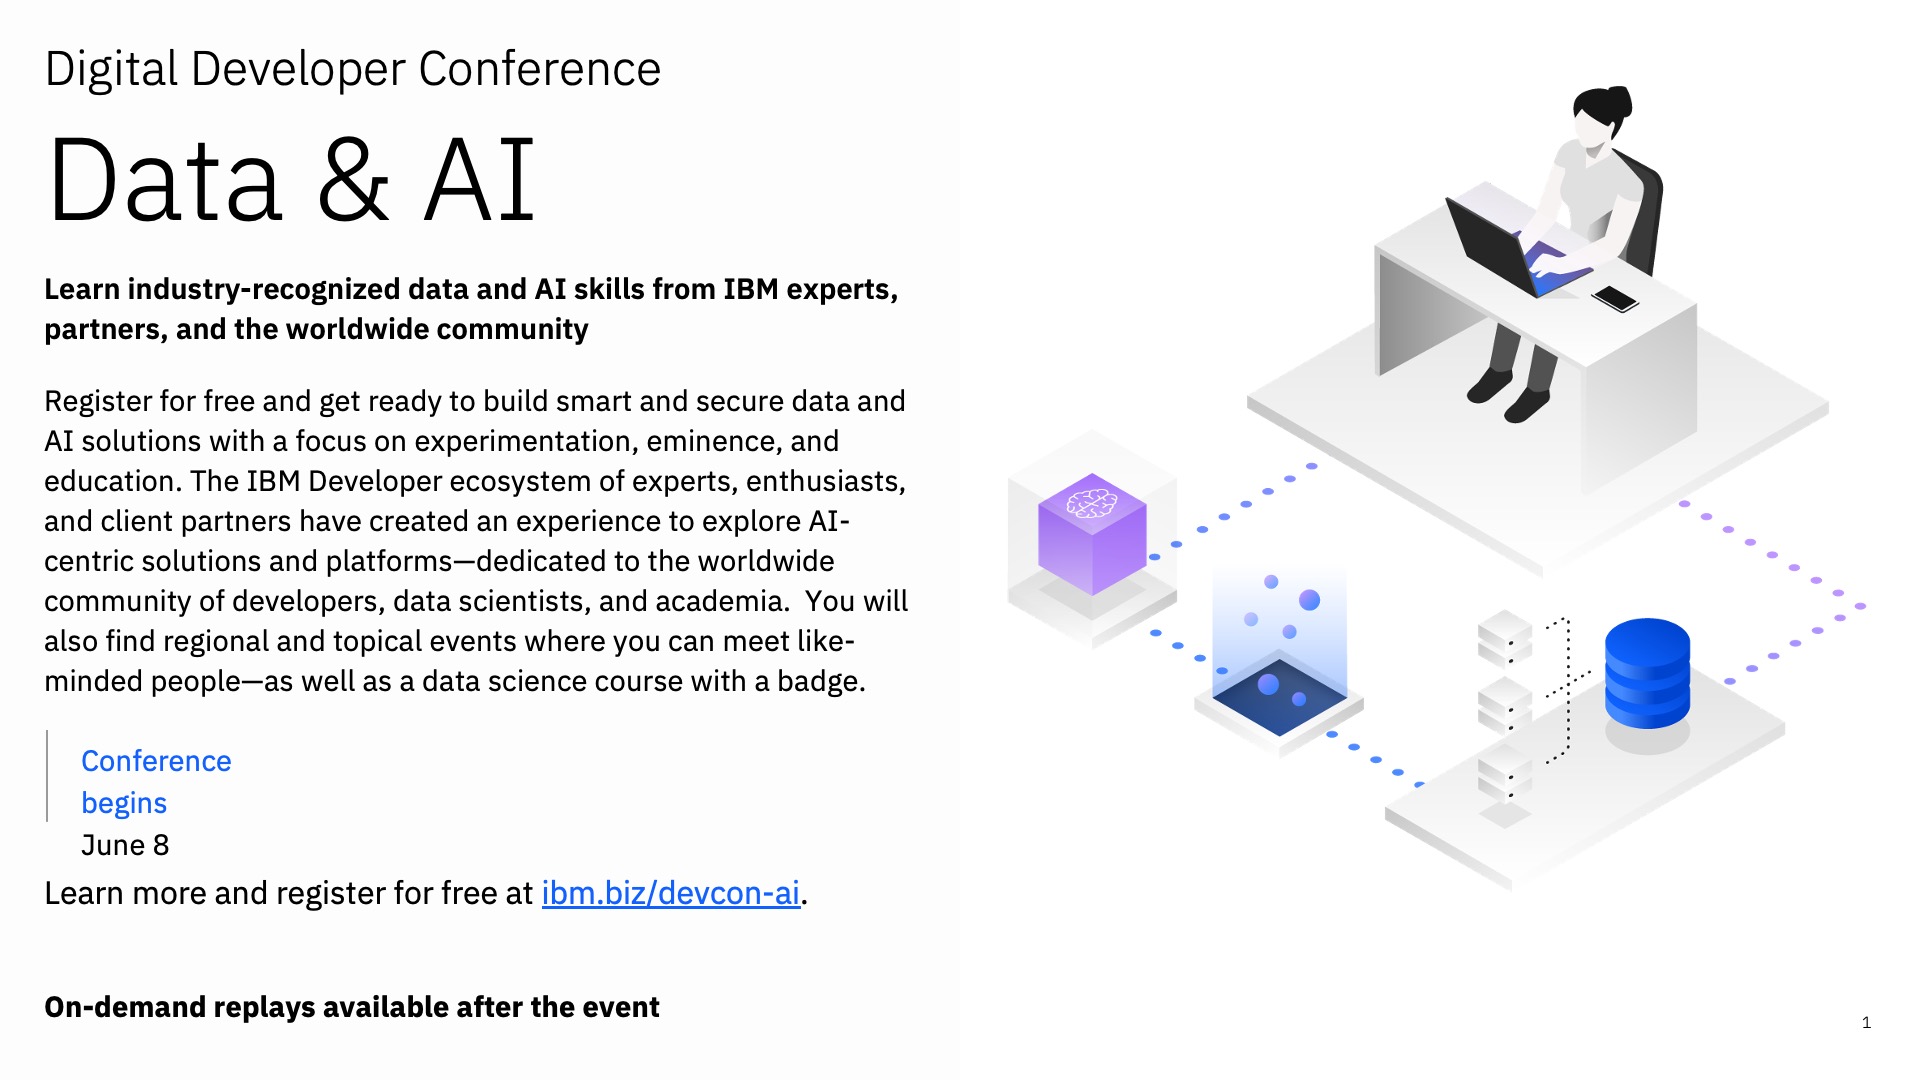 Digital Developer Conference
Data & AI
Learn industry-recognized data and AI skills from IBM experts,
partners, and the worldwide community
Register for free and get ready to build smart and secure data and
AI solutions with a focus on experimentation, eminence, and
education. The IBM Developer ecosystem of experts, enthusiasts,
and client partners have created an experience to explore AI-
centric solutions and platforms—dedicated to the worldwide
community of developers, data scientists, and academia.  You will
also find regional and topical events where you can meet like-
minded people—as well as a data science course with a badge.
Conference
begins
June 8
Learn more and register for free at ibm.biz/devcon-ai.
On-demand replays available after the event
1